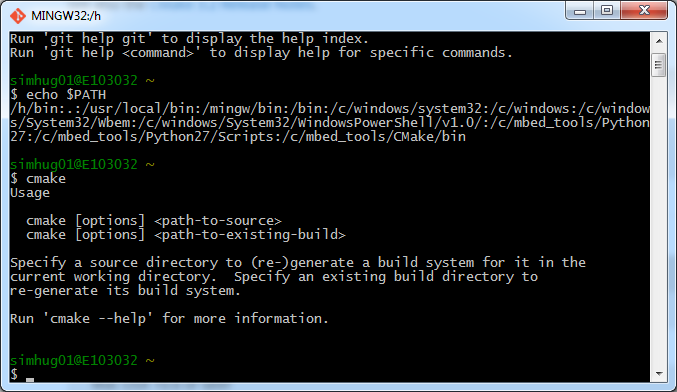 MINGW32:/h
Run 'git help git' to display the help index.
Run 'git help <command>' to display help for specific commands.
simhug01@E103032 ~
$ echo $PATH
/h/bin:.:/usr/local/bin:/mingw/bin:/bin:/c/windows/system32:/c/windows:/c/window
s/System32/Wbem:/c/windows/System32/WindowsPowerShell/v1.0/:/c/mbed_tools/Python
27:/c/mbed_tools/Python27/Scripts:/c/mbed_tools/CMake/bin
simhug01@E103032 ~
$ cmake
Usage
cmake [options] <path-to-source>
cmake [options] <path-to-existing-build>
Specify a source directory to (re-)generate a build system for it in the
current working directory.  Specify an existing build directory to
re-generate its build system.
Run 'cmake --help' for more information.
simhug01@E103032 ~
$